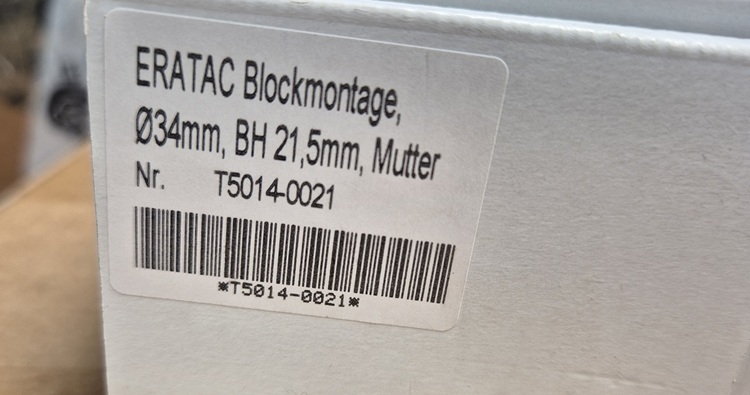 ERATAC Blockmontage,
Ø34mm, BH 21,5mm, Mutter
Nr. T5014-0021
*T5014-0021*